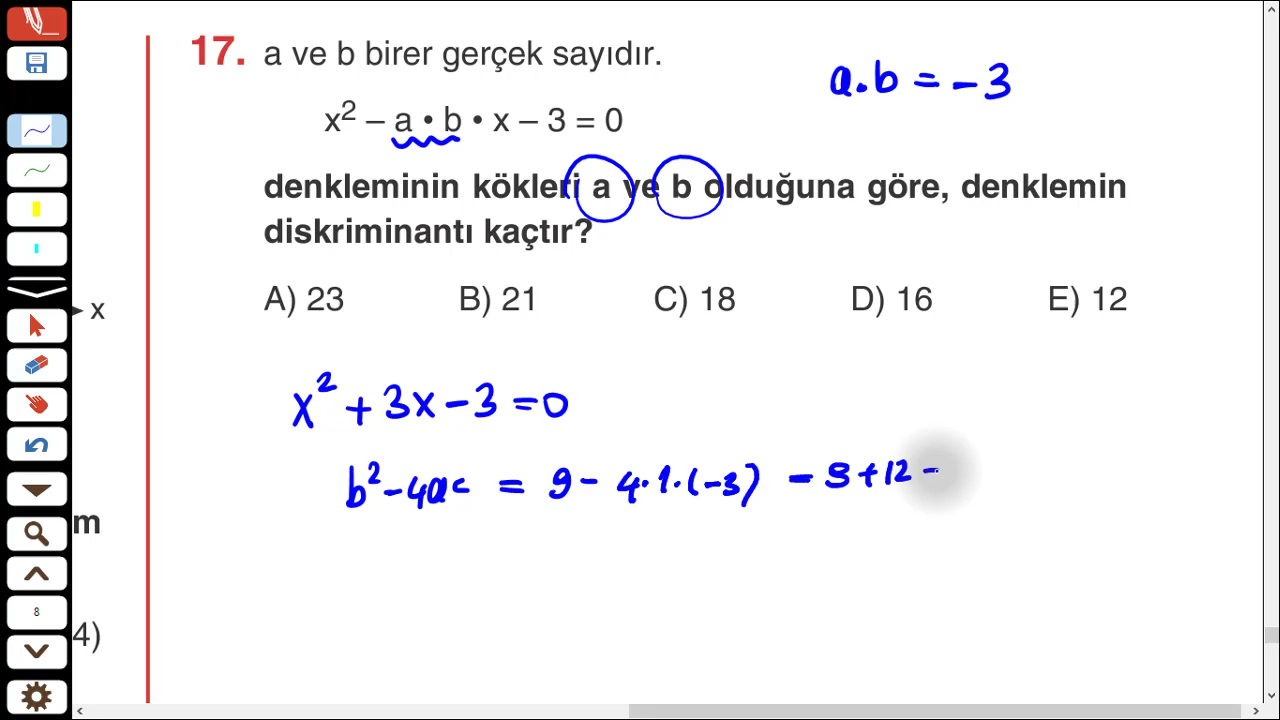 17. a ve b birer gerçek sayıdır.
a.b = -3
x² – a • b • x – 3 = 0
denkleminin kökleri a ve b olduğuna göre, denklemin
diskriminantı kaçtır?
A) 23 B) 21 C) 18 D) 16 E) 12
x
x² + 3x - 3 = 0
b² - 4ac = 9 - 4.1.(-3) - 9 + 12 -
m
8
4)